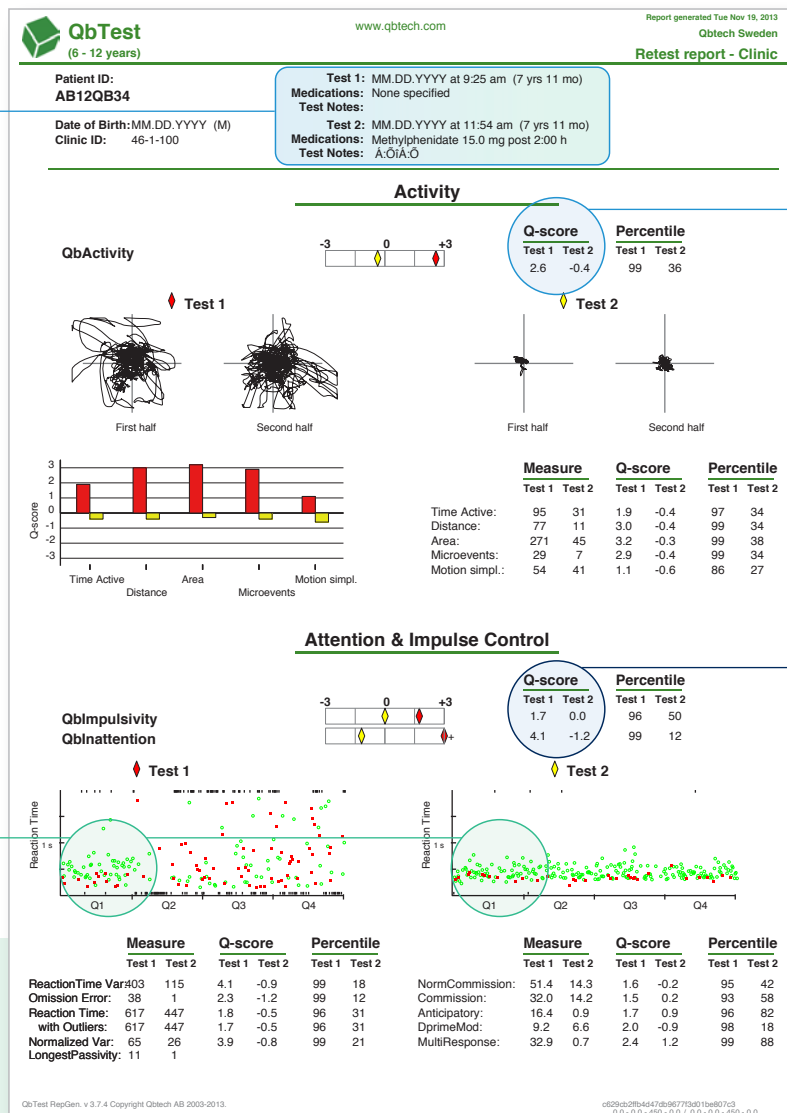 QbTest
(6 - 12 years)
www.qbtech.com
Report generated Tue Nov 19, 2013
Qbtech Sweden
Retest report - Clinic
Patient ID:
AB12QB34
Date of Birth: MM.DD.YYYY (M)
Clinic ID: 46-1-100
Test 1: MM.DD.YYYY at 9:25 am (7 yrs 11 mo)
Medications: None specified
Test Notes:
Test 2: MM.DD.YYYY at 11:54 am (7 yrs 11 mo)
Medications: Methylphenidate 15.0 mg post 2:00 h
Test Notes: Á:ÕîÁ:Õ
Activity
QbActivity
-3 0 +3
Q-score Percentile
Test 1 Test 2 Test 1 Test 2
2.6 -0.4 99 36
Test 1
Test 2
First half Second half First half Second half
Q-score
3
2
1
0
-1
-2
-3
Time Active Area Motion simpl.
Distance Microevents
Measure Q-score Percentile
Test 1 Test 2 Test 1 Test 2 Test 1 Test 2
Time Active: 95 31 1.9 -0.4 97 34
Distance: 77 11 3.0 -0.4 99 34
Area: 271 45 3.2 -0.3 99 38
Microevents: 29 7 2.9 -0.4 99 34
Motion simpl.: 54 41 1.1 -0.6 86 27
Attention & Impulse Control
-3 0 +3
Q-score Percentile
Test 1 Test 2 Test 1 Test 2
QbImpulsivity 1.7 0.0 96 50
QbInattention + 4.1 -1.2 99 12
Test 1
Test 2
Reaction Time
1 s
Q1 Q2 Q3 Q4
Reaction Time
1 s
Q1 Q2 Q3 Q4
Measure Q-score Percentile
Test 1 Test 2 Test 1 Test 2 Test 1 Test 2
ReactionTime Var: 403 115 4.1 -0.9 99 18
Omission Error: 38 1 2.3 -1.2 99 12
Reaction Time: 617 447 1.8 -0.5 96 31
with Outliers: 617 447 1.7 -0.5 96 31
Normalized Var: 65 26 3.9 -0.8 99 21
LongestPassivity: 11 1
Measure Q-score Percentile
Test 1 Test 2 Test 1 Test 2 Test 1 Test 2
NormCommission: 51.4 14.3 1.6 -0.2 95 42
Commission: 32.0 14.2 1.5 0.2 93 58
Anticipatory: 16.4 0.9 1.7 0.9 96 82
DprimeMod: 9.2 6.6 2.0 -0.9 98 18
MultiResponse: 32.9 0.7 2.4 1.2 99 88
QbTest RepGen. v 3.7.4 Copyright Qbtech AB 2003-2013.
c629cb2ffb4d47db9677f3d01be807c3